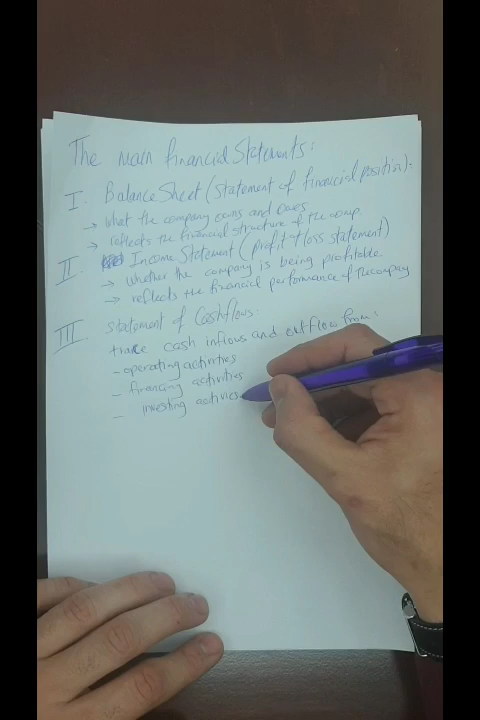 The main financial Statements:
I. Balance Sheet (Statement of financial position).
→ What the company owns and owes
→ reflects the financial structure of the comp
II Income Statement (profit & loss statement)
→ whether the company is being profitable
→ reflects the financial performance of the company
III statement of Cashflows:
trace cash inflows and outflow from:
- operating activities
- financing activities
- investing activies